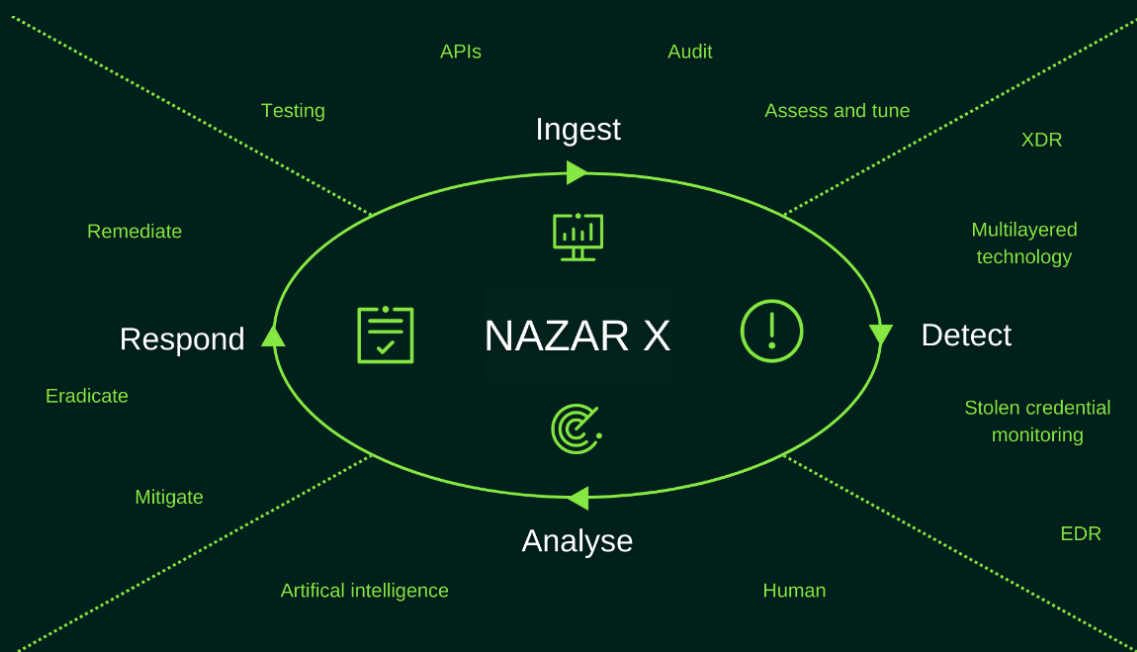 APIs
Audit
Testing
Assess and tune
Ingest
XDR
Remediate
Multilayered
technology
Respond
NAZAR X
Detect
Eradicate
Stolen credential
monitoring
Mitigate
EDR
Analyse
Artifical intelligence
Human